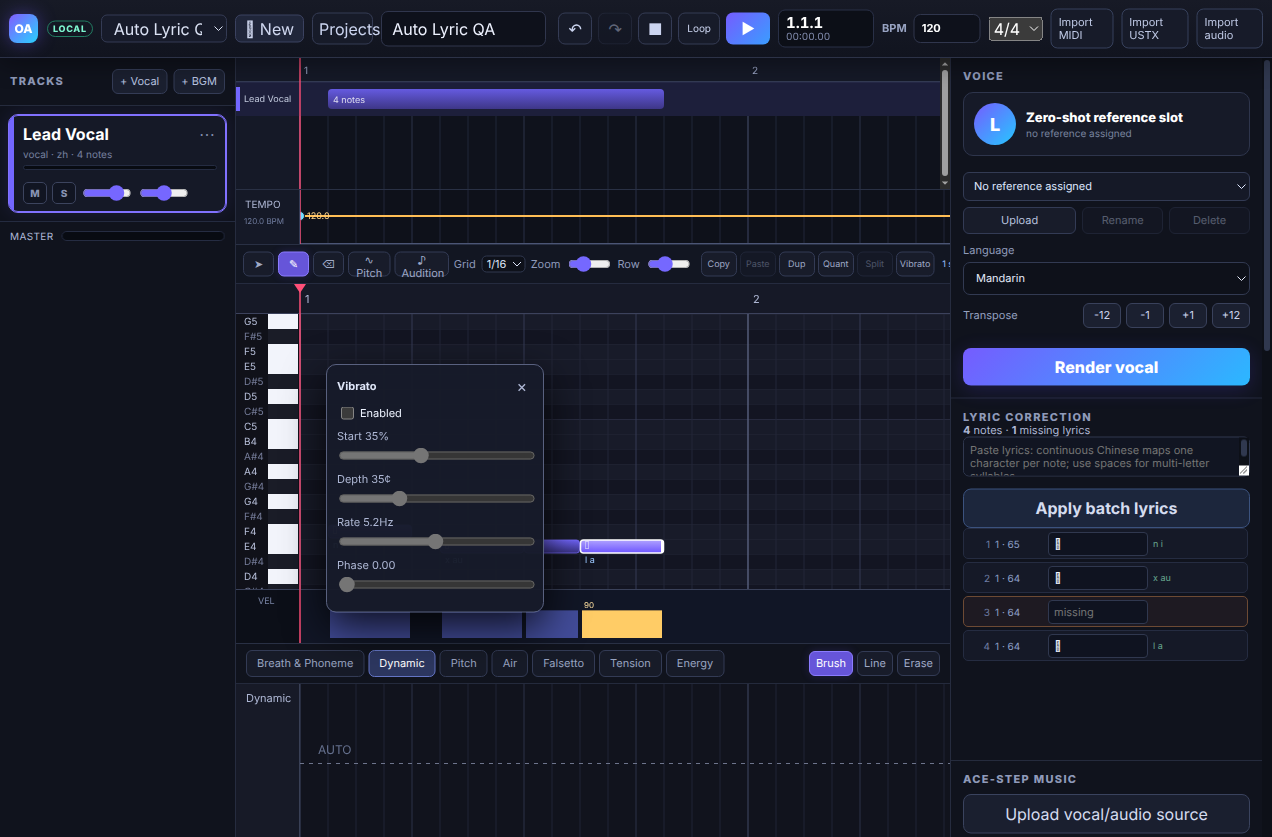 OA
LOCAL
Auto Lyric Q
New
Projects
Auto Lyric QA
Loop
1.1.1
00:00.00
BPM
120
4/4
Import
MIDI
Import
USTX
Import
audio
TRACKS
+ Vocal
+ BGM
Lead Vocal
vocal · zh · 4 notes
M
S
MASTER
1
2
Lead Vocal
4 notes
TEMPO
120.0 BPM
120.0
Pitch
Audition
Grid
1/16
Zoom
Row
Copy
Paste
Dup
Quant
Split
Vibrato
1
2
G5
F#5
F5
E5
D#5
D5
C#5
C5
B4
A#4
A4
G#4
G4
F#4
F4
E4
D#4
D4
Vibrato
Enabled
Start 35%
Depth 35¢
Rate 5.2Hz
Phase 0.00
l a
VEL
90
Breath & Phoneme
Dynamic
Pitch
Air
Falsetto
Tension
Energy
Brush
Line
Erase
Dynamic
AUTO
VOICE
L
Zero-shot reference slot
no reference assigned
No reference assigned
Upload
Rename
Delete
Language
Mandarin
Transpose
-12
-1
+1
+12
Render vocal
LYRIC CORRECTION
4 notes · 1 missing lyrics
Paste lyrics: continuous Chinese maps one
character per note; use spaces for multi-letter
Apply batch lyrics
1 1 · 65
n i
2 1 · 64
x au
3 1 · 64
missing
4 1 · 64
l a
ACE-STEP MUSIC
Upload vocal/audio source